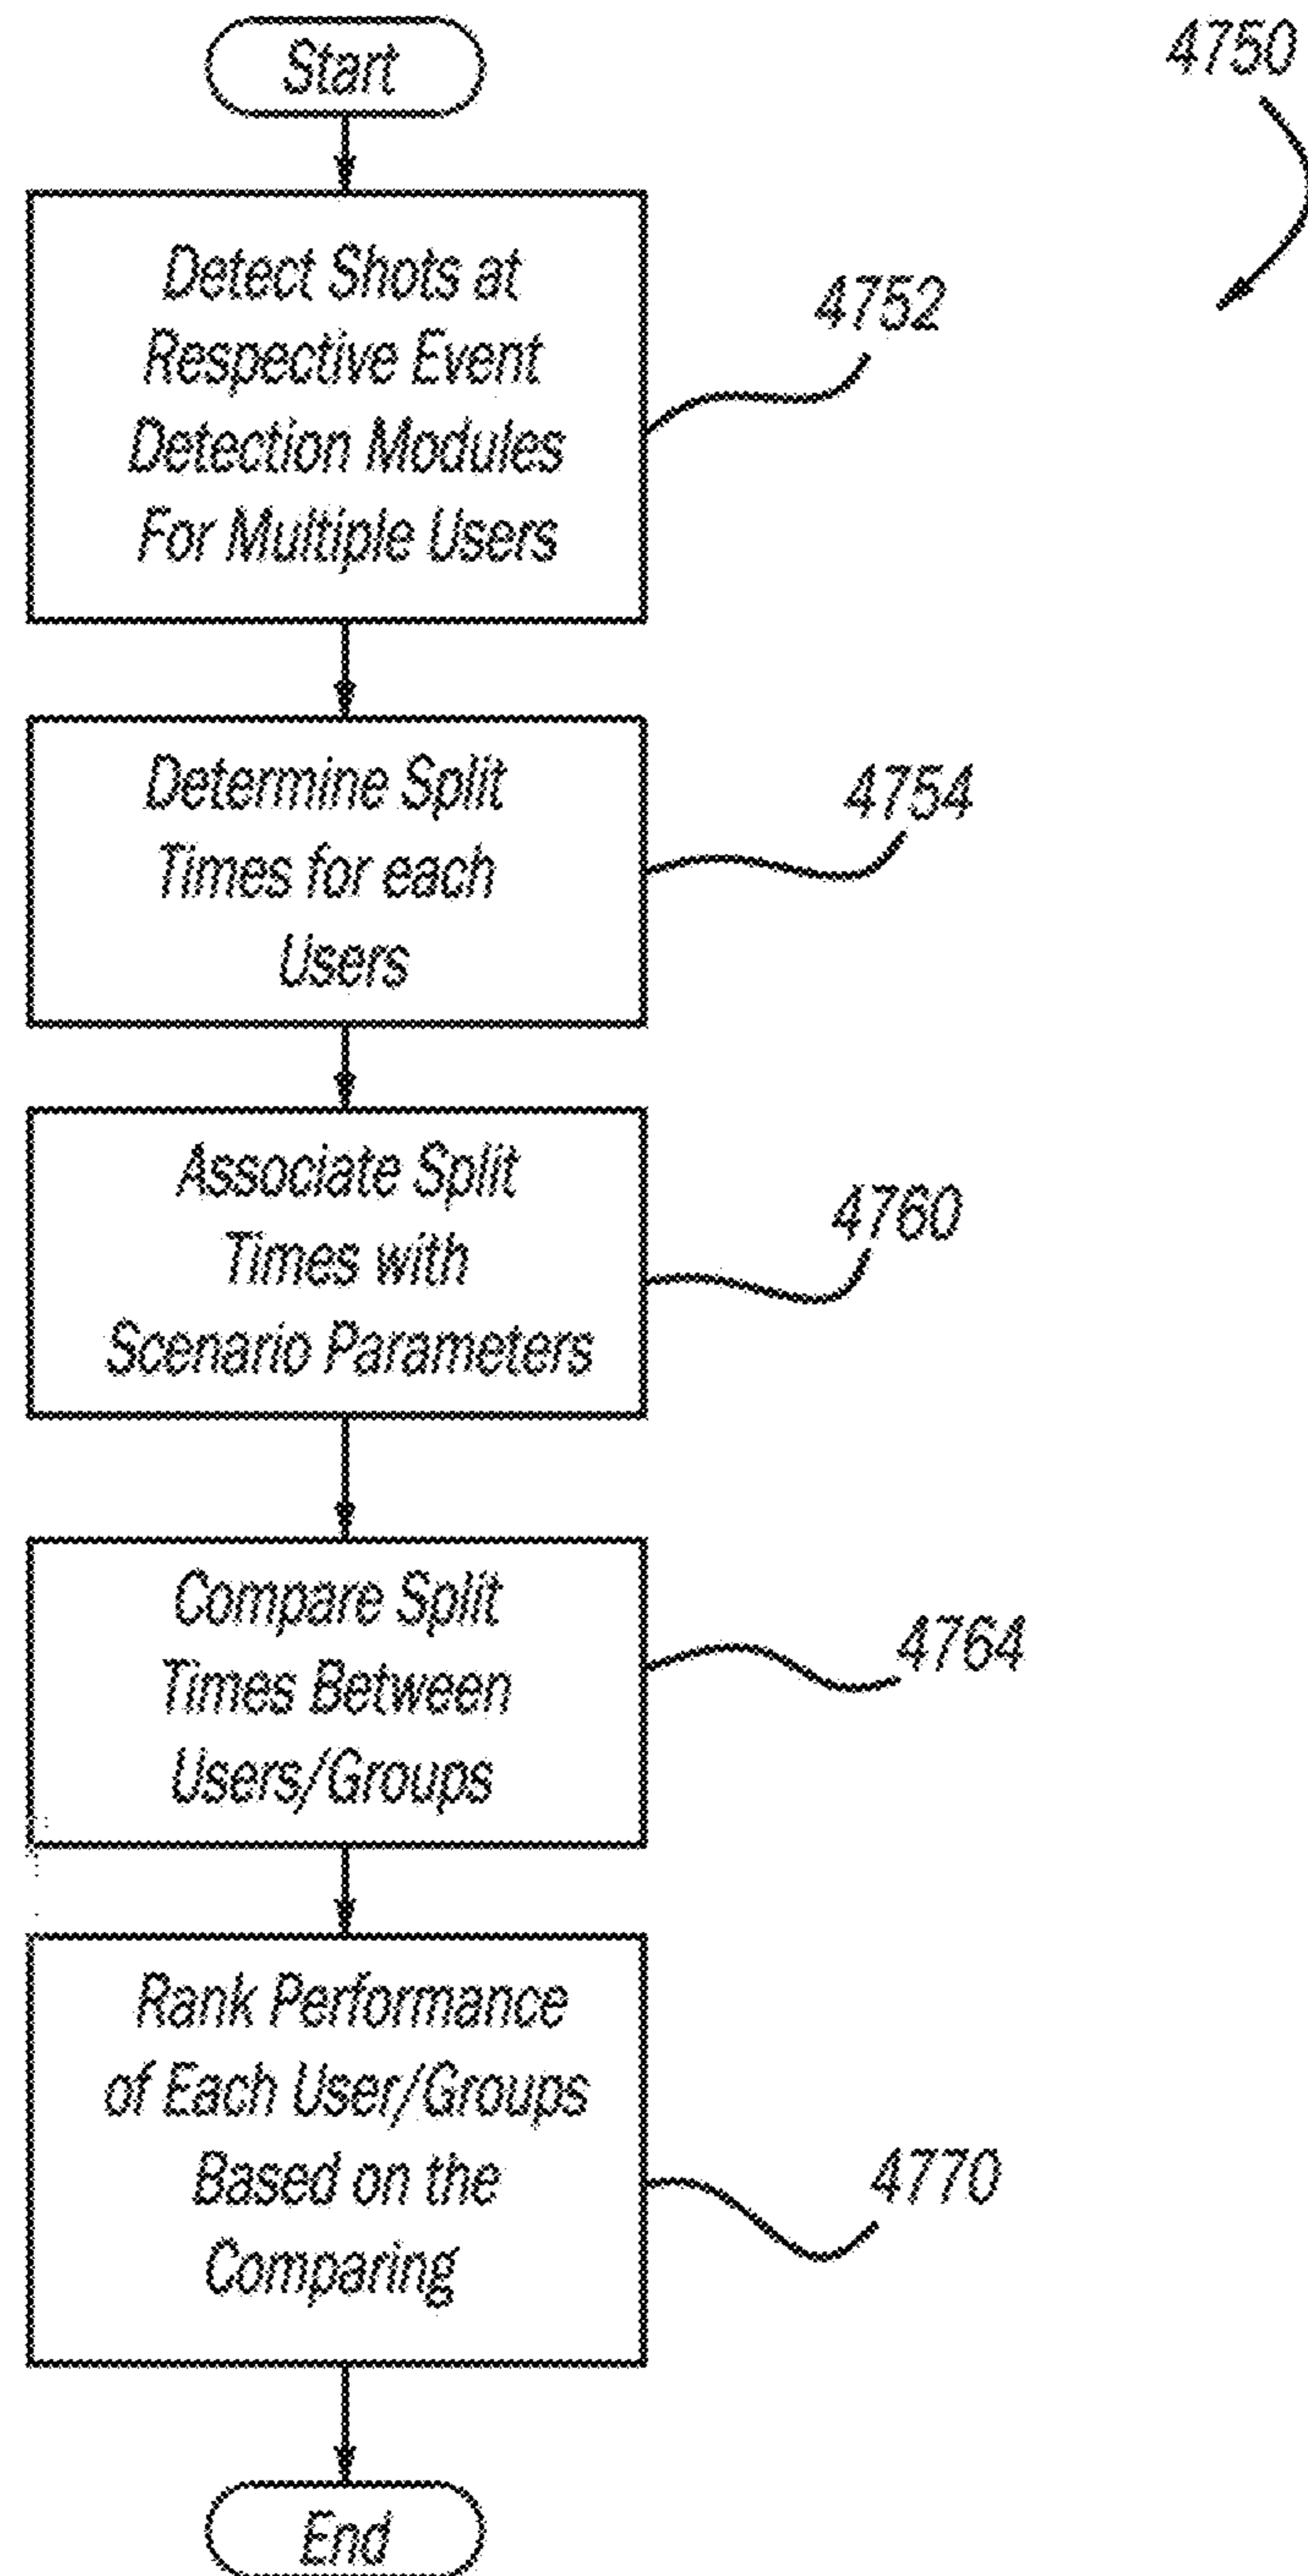 Start
4750
Detect Shots at
Respective Event
Detection Modules
For Multiple Users
4752
Determine Split
Times for each
Users
4754
Associate Split
Times with
Scenario Parameters
4760
Compare Split
Times Between
Users/Groups
4764
Rank Performance
of Each User/Groups
Based on the
Comparing
4770
End